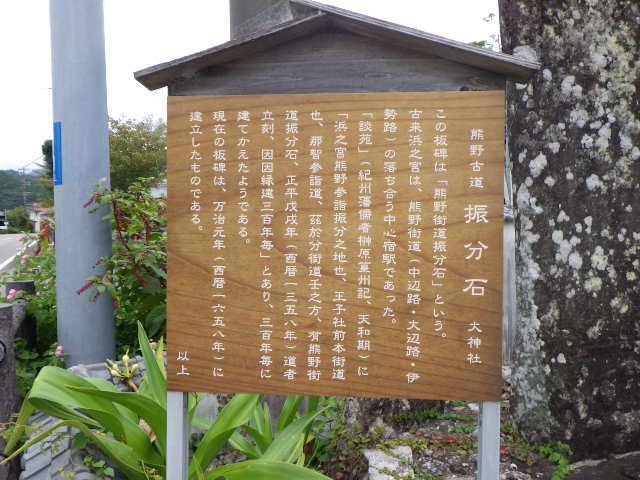 熊野古道 振分石 大神社
この板碑は「熊野街道振分石」という。
古来浜之宮は、熊野街道（中辺路・大辺路・伊
勢路）の落ち合う中心宿駅であった。
「談苑」（紀州藩儒者榊原篁州記、天和期）に
「浜之宮熊野参詣振分之地也、王子社前本街道
也、那智参詣道、茲於分街道壬之方、有熊野街
道振分石、正平戊戌年（西暦一三五八年）道者
立刻、因因縁建三百年毎」とあり、三百年毎に
建てかえたようである。
現在の板碑は、万治元年（西暦一六五八年）に
建立したものである。
以上